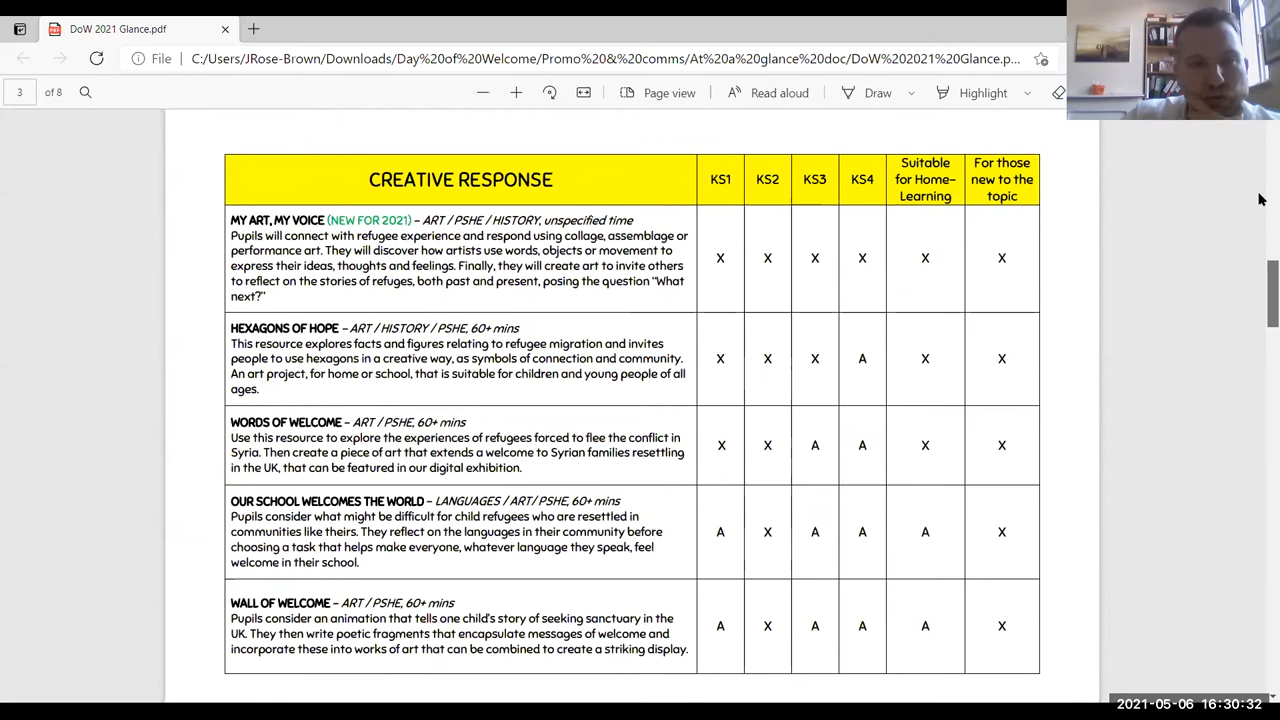 DoW 2021 Glance.pdf
File
C:/Users/JRose-Brown/Downloads/Day%20of%20Welcome/Promo%20&%20comms/At%20a%20glance%20doc/DoW%202021%20Glance.p...
3 of 8
Page view
Read aloud
Draw
Highlight
CREATIVE RESPONSE KS1 KS2 KS3 KS4 Suitable for Home-Learning For those new to the topic
MY ART, MY VOICE (NEW FOR 2021) – ART / PSHE / HISTORY, unspecified time
Pupils will connect with refugee experience and respond using collage, assemblage or
performance art. They will discover how artists use words, objects or movement to
express their ideas, thoughts and feelings. Finally, they will create art to invite others
to reflect on the stories of refuges, both past and present, posing the question “What
next?”
X X X X X X
HEXAGONS OF HOPE – ART / HISTORY / PSHE, 60+ mins
This resource explores facts and figures relating to refugee migration and invites
people to use hexagons in a creative way, as symbols of connection and community.
An art project, for home or school, that is suitable for children and young people of all
ages.
X X X A X X
WORDS OF WELCOME – ART / PSHE, 60+ mins
Use this resource to explore the experiences of refugees forced to flee the conflict in
Syria. Then create a piece of art that extends a welcome to Syrian families resettling
in the UK, that can be featured in our digital exhibition.
X X A A X X
OUR SCHOOL WELCOMES THE WORLD – LANGUAGES / ART/ PSHE, 60+ mins
Pupils consider what might be difficult for child refugees who are resettled in
communities like theirs. They reflect on the languages in their community before
choosing a task that helps make everyone, whatever language they speak, feel
welcome in their school.
A X A A A X
WALL OF WELCOME – ART / PSHE, 60+ mins
Pupils consider an animation that tells one child's story of seeking sanctuary in the
UK. They then write poetic fragments that encapsulate messages of welcome and
incorporate these into works of art that can be combined to create a striking display.
A X A A A X
2021-05-06 16:30:32